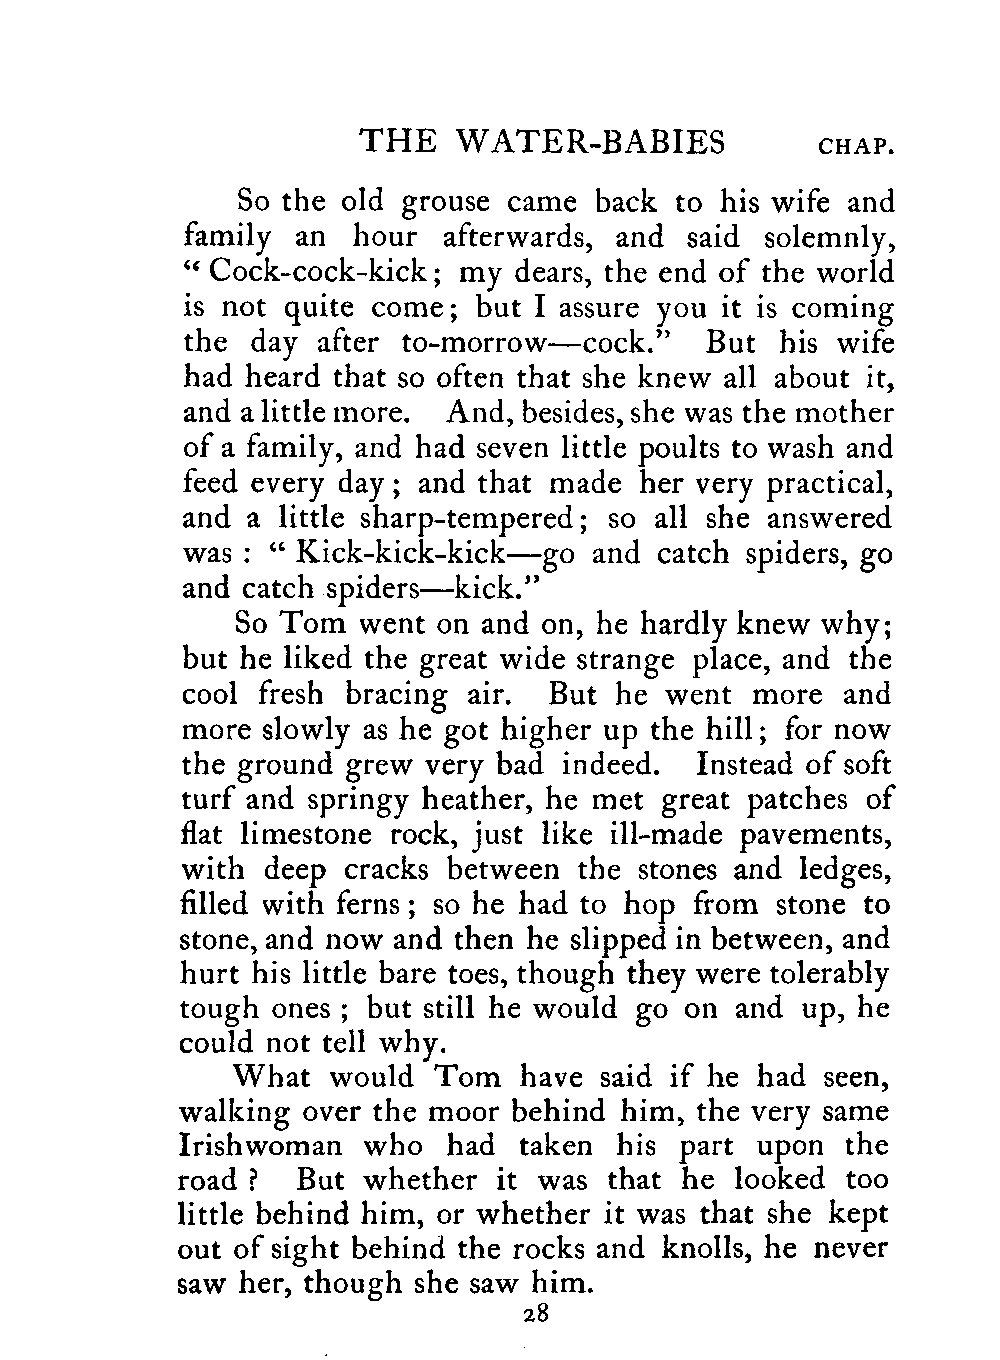 THE WATER-BABIES CHAP.
So the old grouse came back to his wife and
family an hour afterwards, and said solemnly,
“ Cock-cock-kick; my dears, the end of the world
is not quite come; but I assure you it is coming
the day after to-morrow—cock.” But his wife
had heard that so often that she knew all about it,
and a little more. And, besides, she was the mother
of a family, and had seven little poults to wash and
feed every day; and that made her very practical,
and a little sharp-tempered; so all she answered
was : “ Kick-kick-kick—go and catch spiders, go
and catch spiders—kick.”
So Tom went on and on, he hardly knew why;
but he liked the great wide strange place, and the
cool fresh bracing air. But he went more and
more slowly as he got higher up the hill; for now
the ground grew very bad indeed. Instead of soft
turf and springy heather, he met great patches of
flat limestone rock, just like ill-made pavements,
with deep cracks between the stones and ledges,
filled with ferns; so he had to hop from stone to
stone, and now and then he slipped in between, and
hurt his little bare toes, though they were tolerably
tough ones ; but still he would go on and up, he
could not tell why.
What would Tom have said if he had seen,
walking over the moor behind him, the very same
Irishwoman who had taken his part upon the
road ? But whether it was that he looked too
little behind him, or whether it was that she kept
out of sight behind the rocks and knolls, he never
saw her, though she saw him.
28